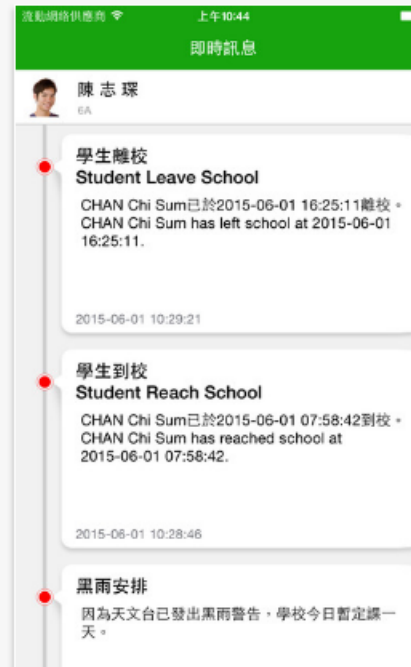 流動網絡供應商 上午10:44
即時訊息
陳 志 琛
6A
學生離校
Student Leave School
CHAN Chi Sum已於2015-06-01 16:25:11離校。
CHAN Chi Sum has left school at 2015-06-01
16:25:11.
2015-06-01 10:29:21
學生到校
Student Reach School
CHAN Chi Sum已於2015-06-01 07:58:42到校。
CHAN Chi Sum has reached school at
2015-06-01 07:58:42.
2015-06-01 10:28:46
黑雨安排
因為天文台已發出黑雨警告，學校今日暫定課一
天。